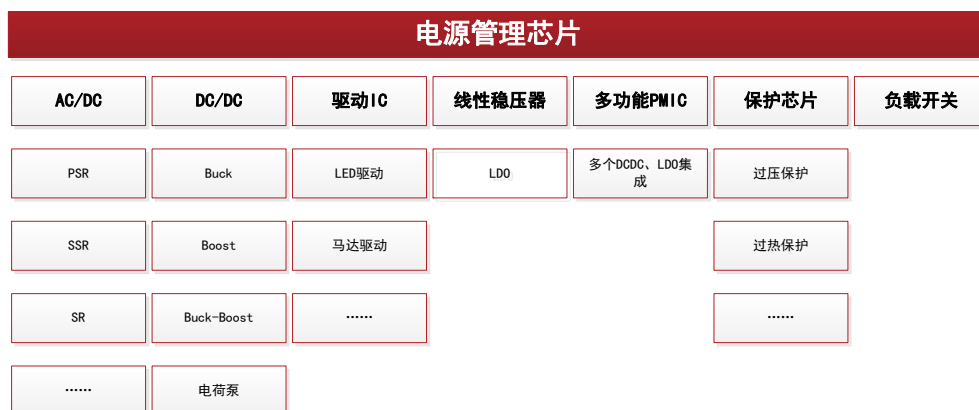 电源管理芯片
AC/DC
DC/DC
驱动IC
线性稳压器
多功能PMIC
保护芯片
负载开关
PSR
Buck
LED驱动
LDO
多个DCDC、LDO集
成
过压保护
SSR
Boost
马达驱动
过热保护
SR
Buck-Boost
……
……
……
电荷泵